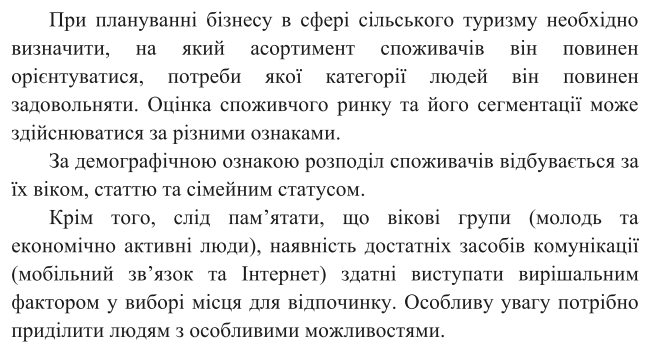 При плануванні бізнесу в сфері сільського туризму необхідно
визначити, на який асортимент споживачів він повинен
орієнтуватися, потреби якої категорії людей він повинен
задовольняти. Оцінка споживчого ринку та його сегментації може
здійснюватися за різними ознаками.
За демографічною ознакою розподіл споживачів відбувається за
їх віком, статтю та сімейним статусом.
Крім того, слід пам’ятати, що вікові групи (молодь та
економічно активні люди), наявність достатніх засобів комунікації
(мобільний зв’язок та Інтернет) здатні виступати вирішальним
фактором у виборі місця для відпочинку. Особливу увагу потрібно
приділити людям з особливими можливостями.